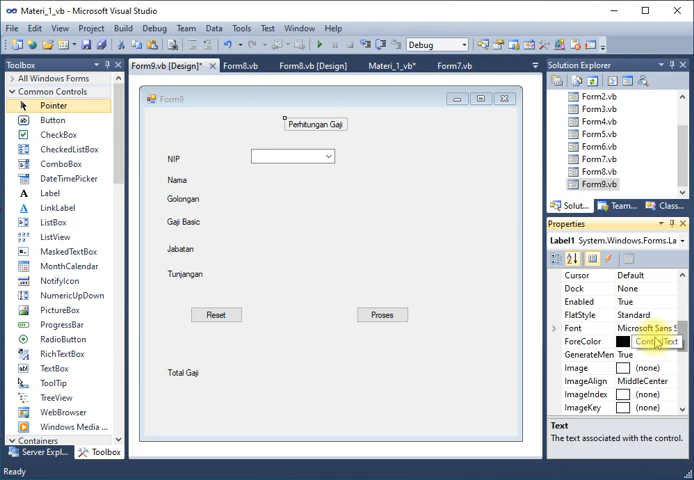 Materi_1_vb - Microsoft Visual Studio
File Edit View Project Build Debug Team Data Tools Test Window Help
Debug
Toolbox
All Windows Forms
Common Controls
Pointer
Button
CheckBox
CheckedListBox
ComboBox
DateTimePicker
Label
LinkLabel
ListBox
ListView
MaskedTextBox
MonthCalendar
NotifyIcon
NumericUpDown
PictureBox
ProgressBar
RadioButton
RichTextBox
TextBox
ToolTip
TreeView
WebBrowser
Windows Media ...
Containers
Server Expl... Toolbox
Form9.vb [Design]* Form8.vb Form8.vb [Design] Materi_1_vb* Form7.vb
Form9
Perhitungan Gaji
NIP
Nama
Golongan
Gaji Basic
Jabatan
Tunjangan
Reset Proses
Total Gaji
Solution Explorer
Form2.vb
Form3.vb
Form4.vb
Form5.vb
Form6.vb
Form7.vb
Form8.vb
Form9.vb
Solut... Team... Class...
Properties
Label1 System.Windows.Forms.La
Cursor Default
Dock None
Enabled True
FlatStyle Standard
Font Microsoft Sans S
ForeColor ControlText
GenerateMem True
Image (none)
ImageAlign MiddleCenter
ImageIndex (none)
ImageKey (none)
Text
The text associated with the control.
Ready